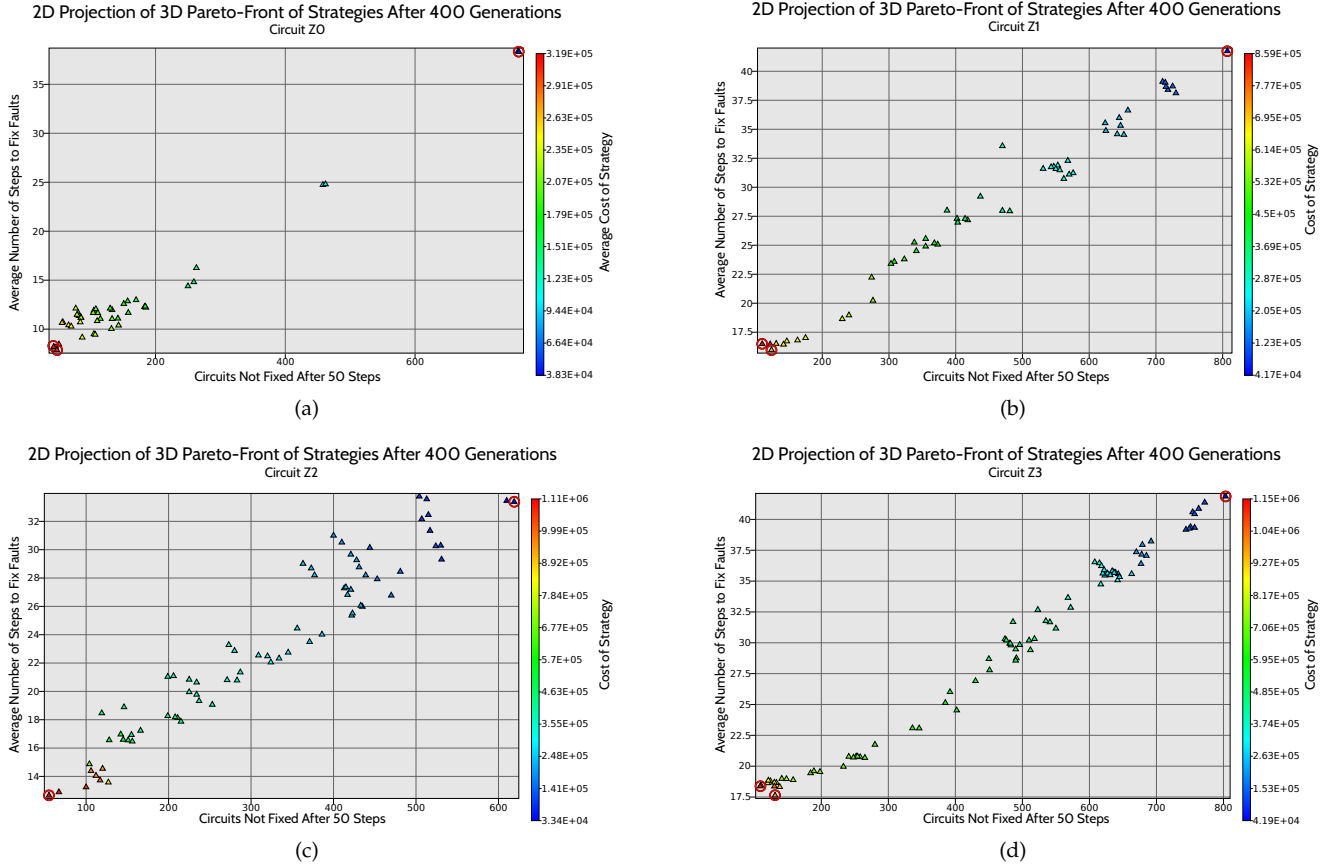 2D Projection of 3D Pareto-Front of Strategies After 400 Generations
Circuit Z0
Average Number of Steps to Fix Faults
35
30
25
20
15
10
200
400
600
Circuits Not Fixed After 50 Steps
3.19E+05
2.91E+05
2.63E+05
2.35E+05
2.07E+05
1.79E+05
1.51E+05
1.23E+05
9.44E+04
6.64E+04
3.83E+04
Average Cost of Strategy
(a)
2D Projection of 3D Pareto-Front of Strategies After 400 Generations
Circuit Z1
Average Number of Steps to Fix Faults
40
37.5
35
32.5
30
27.5
25
22.5
20
17.5
200
300
400
500
600
700
800
Circuits Not Fixed After 50 Steps
8.59E+05
7.77E+05
6.95E+05
6.14E+05
5.32E+05
4.5E+05
3.69E+05
2.87E+05
2.05E+05
1.23E+05
4.17E+04
Cost of Strategy
(b)
2D Projection of 3D Pareto-Front of Strategies After 400 Generations
Circuit Z2
Average Number of Steps to Fix Faults
32
30
28
26
24
22
20
18
16
14
100
200
300
400
500
600
Circuits Not Fixed After 50 Steps
1.11E+06
9.99E+05
8.92E+05
7.84E+05
6.77E+05
5.7E+05
4.63E+05
3.55E+05
2.48E+05
1.41E+05
3.34E+04
Cost of Strategy
(c)
2D Projection of 3D Pareto-Front of Strategies After 400 Generations
Circuit Z3
Average Number of Steps to Fix Faults
40
37.5
35
32.5
30
27.5
25
22.5
20
17.5
200
300
400
500
600
700
800
Circuits Not Fixed After 50 Steps
1.15E+06
1.04E+06
9.27E+05
8.17E+05
7.06E+05
5.95E+05
4.85E+05
3.74E+05
2.63E+05
1.53E+05
4.19E+04
Cost of Strategy
(d)